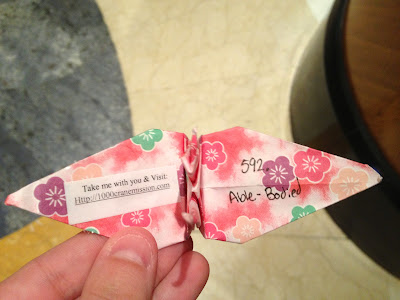 Take me with you & Visit:
Http://1000cranemission.com
592.
Able-Bodied